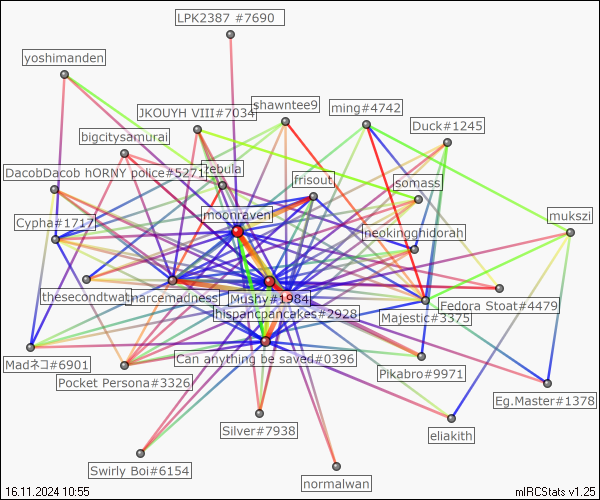 LPK2387 #7690
yoshimanden
shawntee9
ming#4742
JKOUYH VIII#7034
Duck#1245
bigcitysamurai
DacobDacob hORNY police#5271
frisout
somass
moonraven
Cypha#1717
mukszi
neokingghidorah
thesecondtwat
narcemadness
Mushy#1984
Fedora Stoat#4479
hispancpancakes#2928
Majestic#3375
Madネコ#6901
Can anything be saved#0396
Pikabro#9971
Pocket Persona#3326
Eg.Master#1378
Silver#7938
eliakith
Swirly Boi#6154
normalwan
16.11.2024 10:55
mIRCStats v1.25